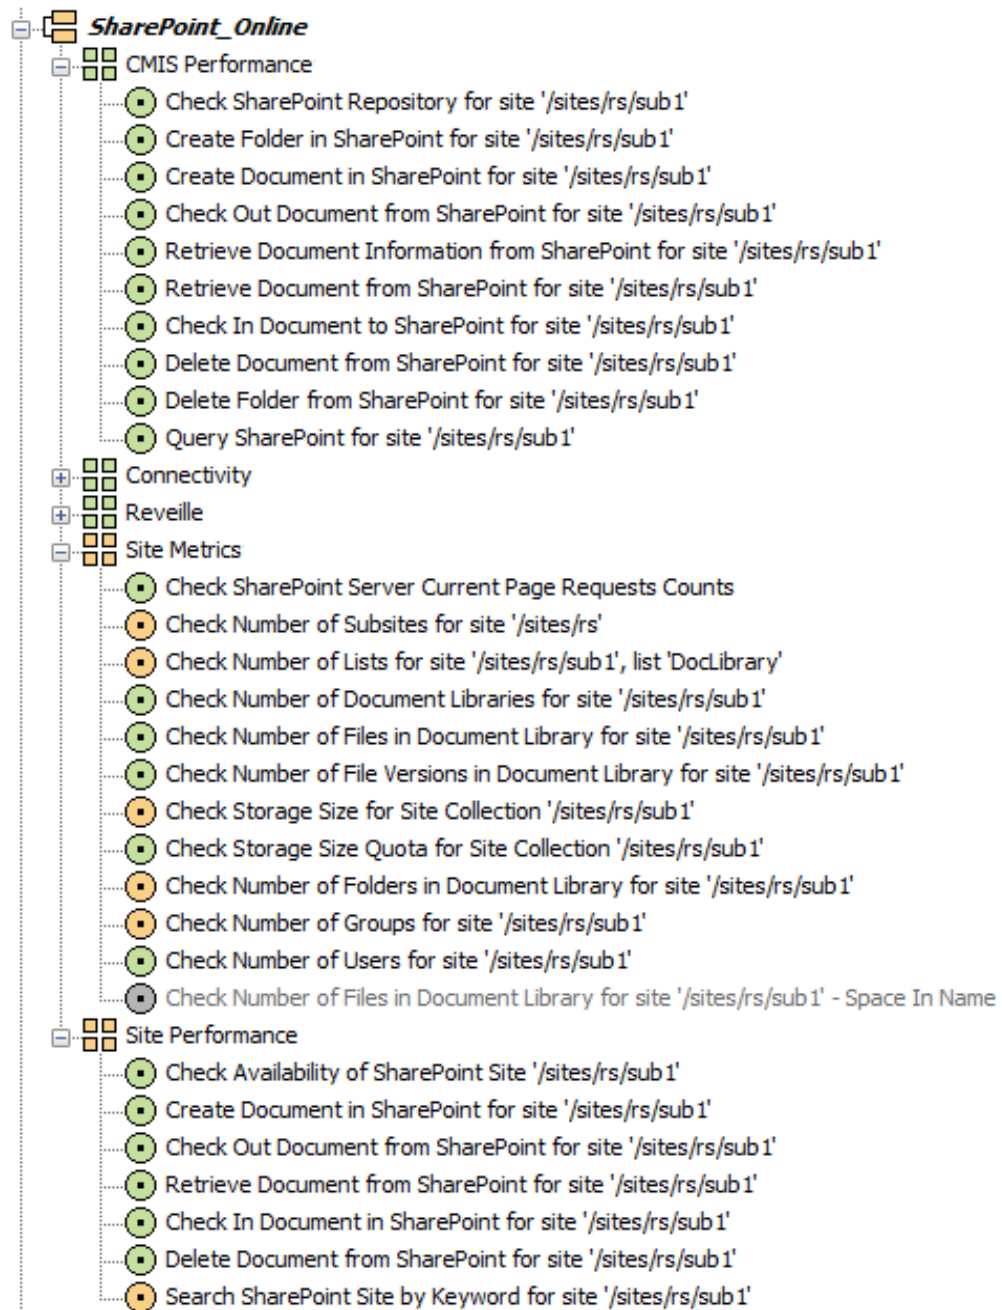 SharePoint_Online
CMIS Performance
Check SharePoint Repository for site '/sites/rs/sub1'
Create Folder in SharePoint for site '/sites/rs/sub1'
Create Document in SharePoint for site '/sites/rs/sub1'
Check Out Document from SharePoint for site '/sites/rs/sub1'
Retrieve Document Information from SharePoint for site '/sites/rs/sub1'
Retrieve Document from SharePoint for site '/sites/rs/sub1'
Check In Document to SharePoint for site '/sites/rs/sub1'
Delete Document from SharePoint for site '/sites/rs/sub1'
Delete Folder from SharePoint for site '/sites/rs/sub1'
Query SharePoint for site '/sites/rs/sub1'
Connectivity
Reveille
Site Metrics
Check SharePoint Server Current Page Requests Counts
Check Number of Subsites for site '/sites/rs'
Check Number of Lists for site '/sites/rs/sub1', list 'DocLibrary'
Check Number of Document Libraries for site '/sites/rs/sub1'
Check Number of Files in Document Library for site '/sites/rs/sub1'
Check Number of File Versions in Document Library for site '/sites/rs/sub1'
Check Storage Size for Site Collection '/sites/rs/sub1'
Check Storage Size Quota for Site Collection '/sites/rs/sub1'
Check Number of Folders in Document Library for site '/sites/rs/sub1'
Check Number of Groups for site '/sites/rs/sub1'
Check Number of Users for site '/sites/rs/sub1'
Check Number of Files in Document Library for site '/sites/rs/sub1' - Space In Name
Site Performance
Check Availability of SharePoint Site '/sites/rs/sub1'
Create Document in SharePoint for site '/sites/rs/sub1'
Check Out Document from SharePoint for site '/sites/rs/sub1'
Retrieve Document from SharePoint for site '/sites/rs/sub1'
Check In Document in SharePoint for site '/sites/rs/sub1'
Delete Document from SharePoint for site '/sites/rs/sub1'
Search SharePoint Site by Keyword for site '/sites/rs/sub1'